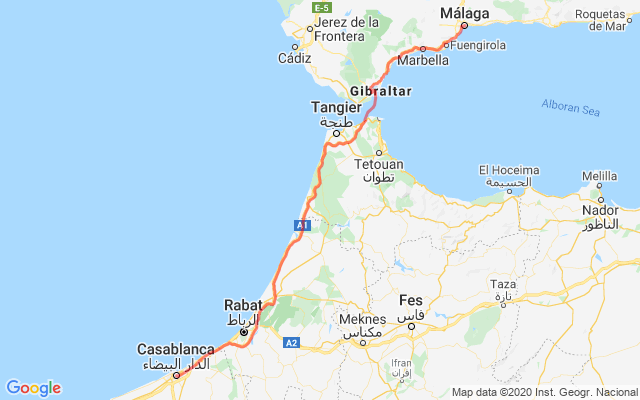 E-5
Jerez de la
Frontera
Cádiz
Málaga
Roquetas
de Mar
Fuengirola
Marbella
Gibraltar
Tangier
طنجة
Alboran Sea
Tetouan
تطوان
El Hoceima
الحسيمة
Melilla
Nador
الناظور
A1
Taza
تازة
Rabat
الرباط
Fes
فاس
Meknes
مكناس
A2
Casablanca
الدار البيضاء
Ifran
إفران
Google
Map data ©2020 Inst. Geogr. Nacional